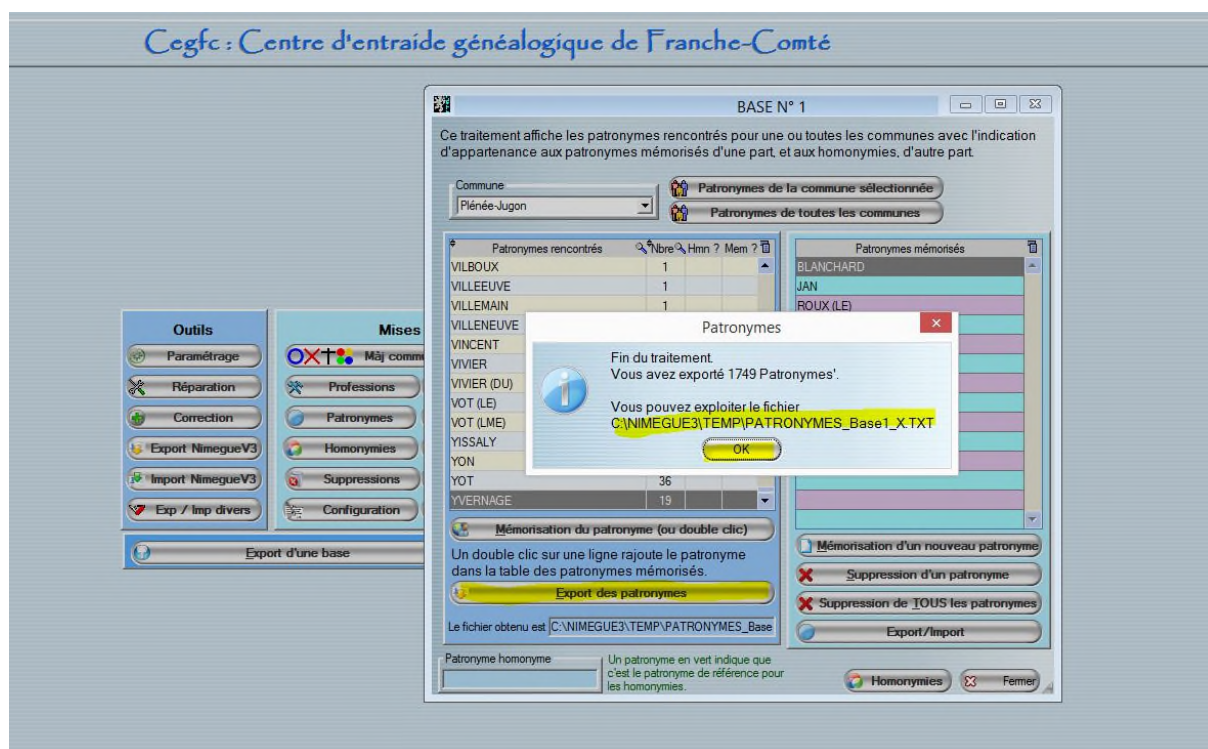 Cegfc : Centre d'entraide généalogique de Franche-Comté
BASE N° 1
Ce traitement affiche les patronymes rencontrés pour une ou toutes les communes avec l'indication
d'appartenance aux patronymes mémorisés d'une part, et aux homonymies, d'autre part.
Commune
Plénée-Jugon
Patronymes de la commune sélectionnée
Patronymes de toutes les communes
Patronymes rencontrés Nbre Hmn ? Mem ?
VILBOUX 1
VILLEEUVE 1
VILLEMAIN 1
VILLENEUVE
VINCENT
VIVIER
VIVIER (DU)
VOT (LE)
VOT (LME)
YISSALY
YON
YOT 36
YVERNAGE 19
Patronymes mémorisés
BLANCHARD
JAN
ROUX (LE)
Patronymes
Fin du traitement.
Vous avez exporté 1749 Patronymes'.
Vous pouvez exploiter le fichier
C:\NIMEGUE3\TEMP\PATRONYMES_Base1_X.TXT
OK
Mémorisation du patronyme (ou double clic)
Un double clic sur une ligne rajoute le patronyme
dans la table des patronymes mémorisés.
Export des patronymes
Le fichier obtenu est C:\NIMEGUE3\TEMP\PATRONYMES_Base
Mémorisation d'un nouveau patronyme
Suppression d'un patronyme
Suppression de TOUS les patronymes
Export/Import
Patronyme homonyme
Un patronyme en vert indique que
c'est le patronyme de référence pour
les homonymies.
Homonymies
Fermer
Outils
Paramétrage
Réparation
Correction
Export NimegueV3
Import NimegueV3
Exp / Imp divers
Mises
Màj commu
Professions
Patronymes
Homonymies
Suppressions
Configuration
Export d'une base